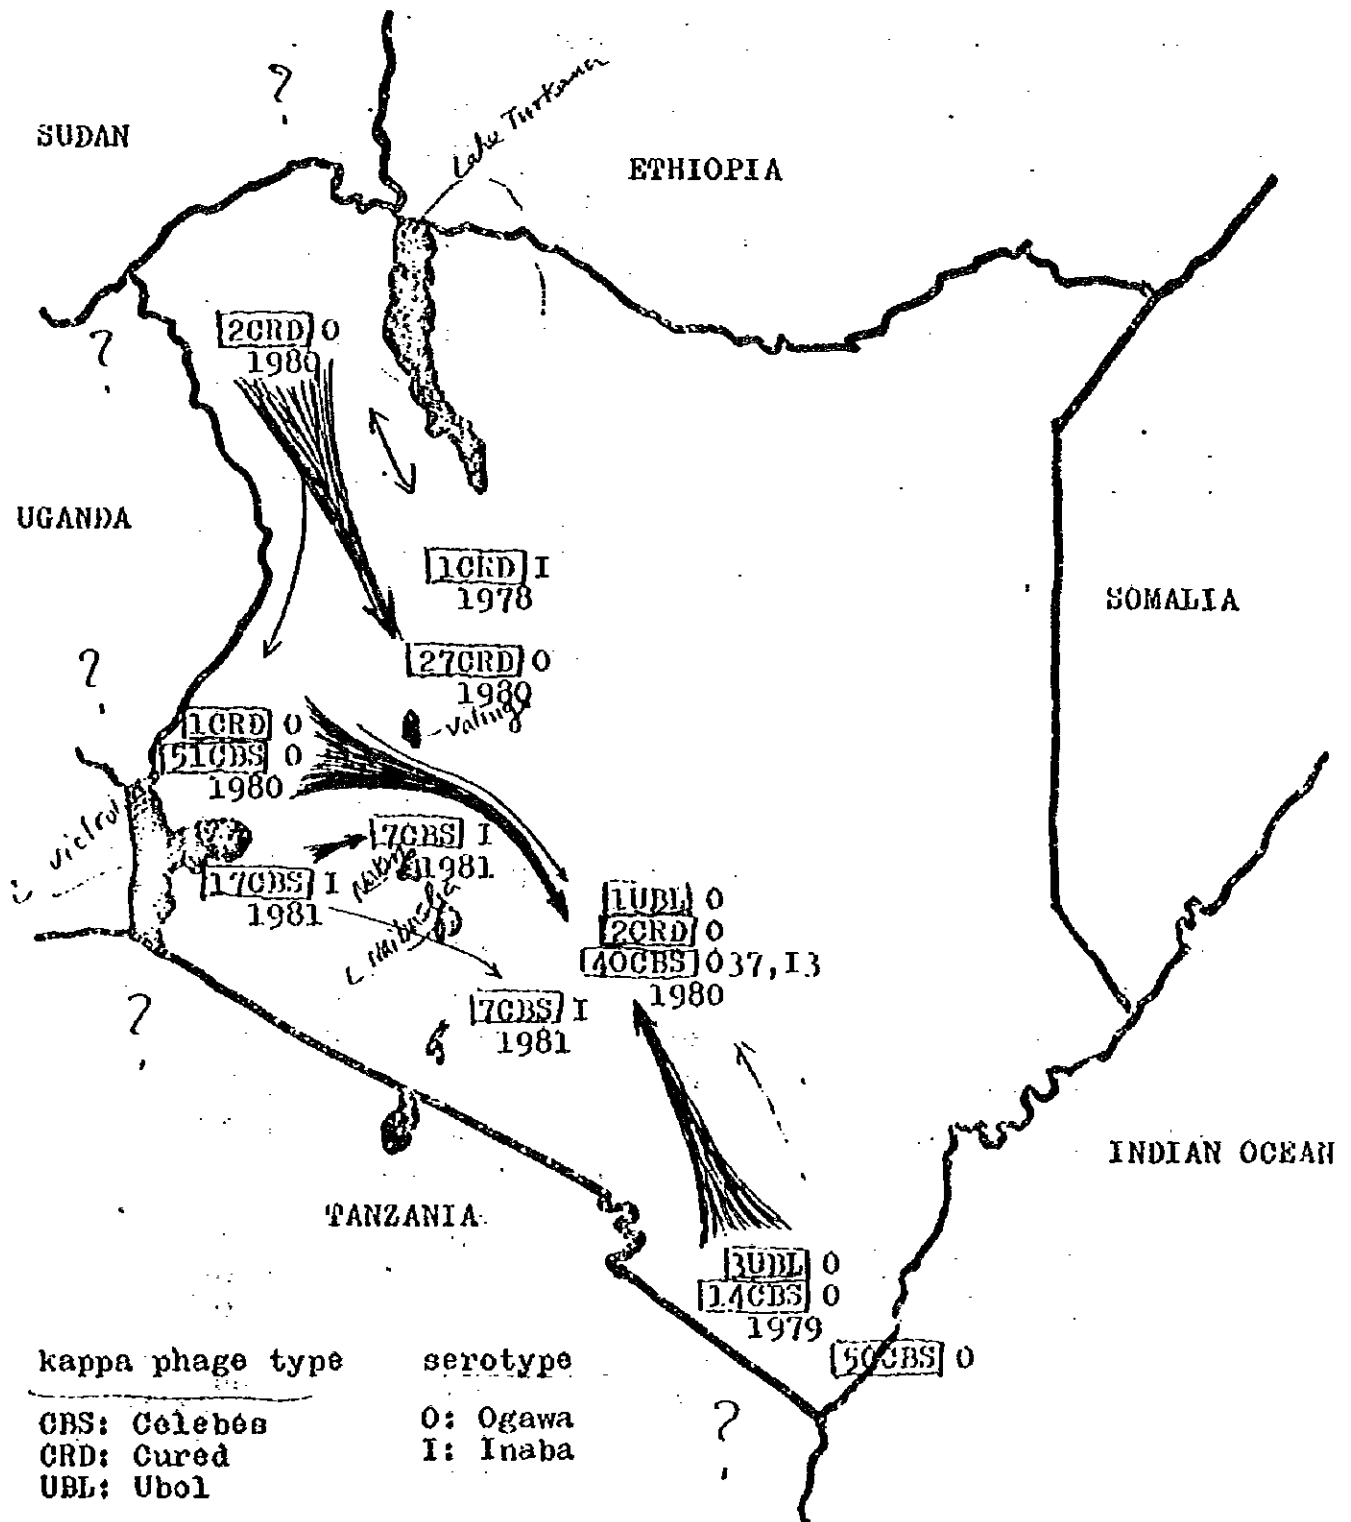 ?
SUDAN
Lake Turkana
ETHIOPIA
?
2CRD O
1980
UGANDA
1CRD I
1978
SOMALIA
27CRD O
1980
?
1CRD O
51CBS O
1980
7CBS I
1981
17CBS I
1981
L. Naivasha
1UBL O
2CRD O
40CBS O37,I3
1980
7CBS I
1981
?
INDIAN OCEAN
TANZANIA
3UBL O
14CBS O
1979
50CBS O
?
kappa phage type
CBS: Celebes
CRD: Cured
UBL: Ubol
serotype
O: Ogawa
I: Inaba